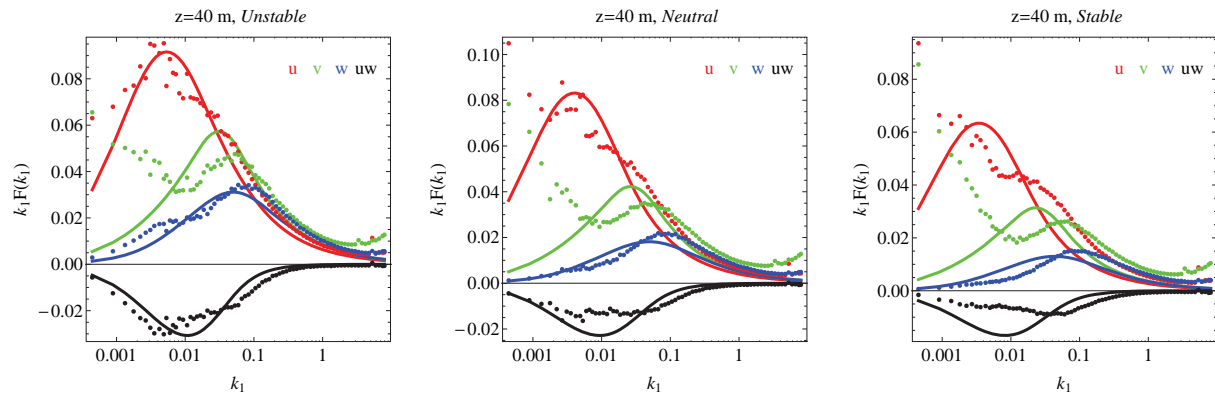 z=40 m, Unstable
u v w uw
k₁F(k₁)
0.08
0.06
0.04
0.02
0.00
−0.02
0.001 0.01 0.1 1
k₁
z=40 m, Neutral
u v w uw
k₁F(k₁)
0.10
0.08
0.06
0.04
0.02
0.00
−0.02
0.001 0.01 0.1 1
k₁
z=40 m, Stable
u v w uw
k₁F(k₁)
0.08
0.06
0.04
0.02
0.00
−0.02
0.001 0.01 0.1 1
k₁